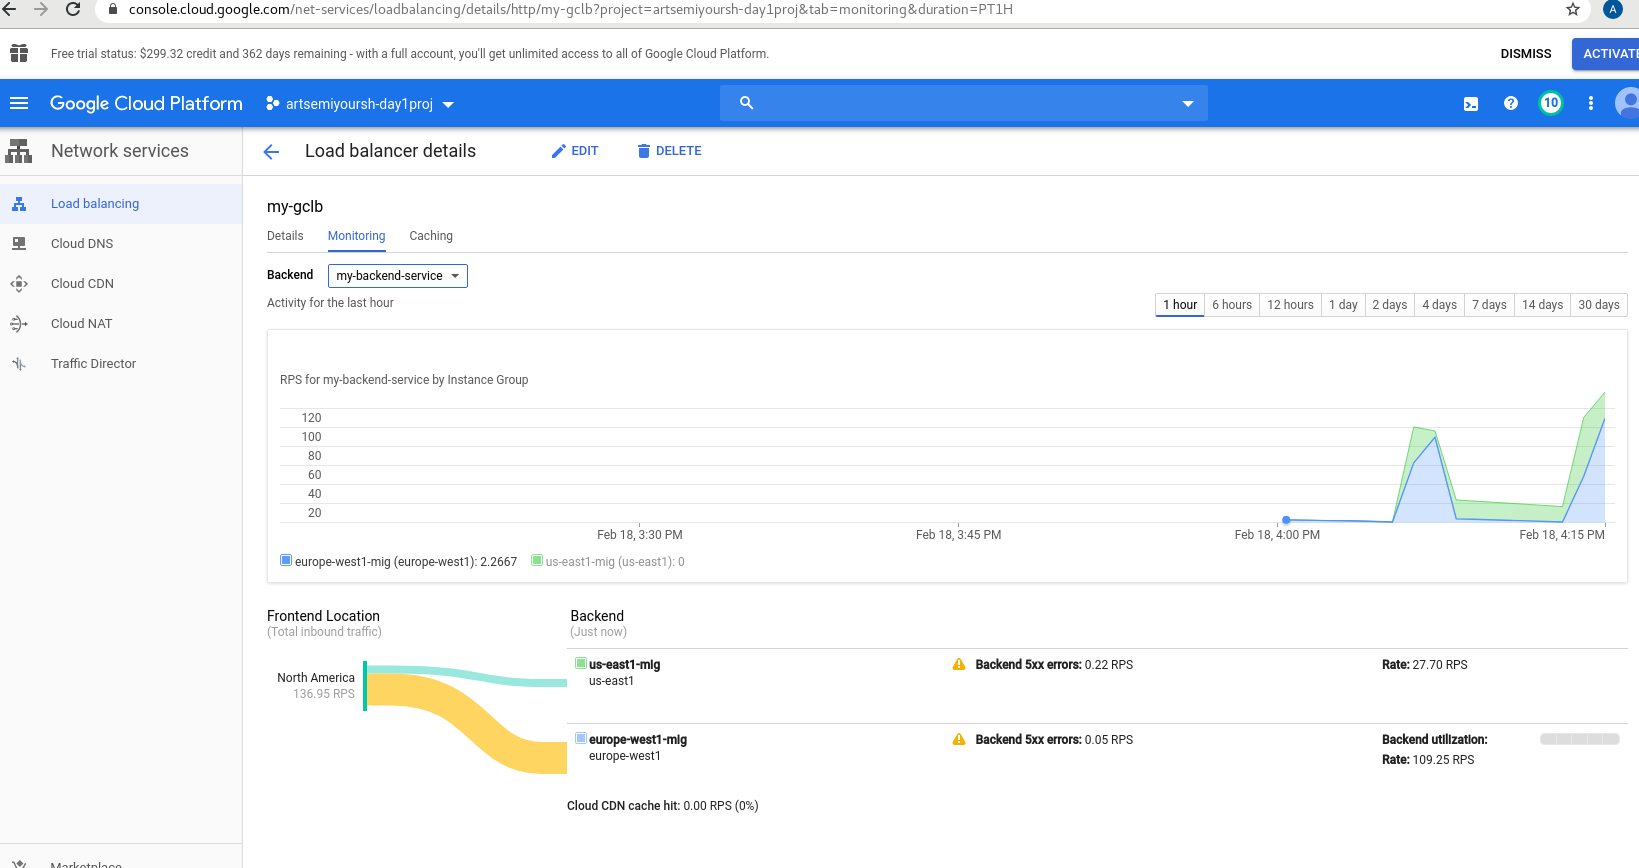 console.cloud.google.com/net-services/loadbalancing/details/http/my-gclb?project=artsemiyoursh-day1proj&tab=monitoring&duration=PT1H
A
Free trial status: $299.32 credit and 362 days remaining - with a full account, you'll get unlimited access to all of Google Cloud Platform.
DISMISS
ACTIVATE
Google Cloud Platform
artsemiyoursh-day1proj
10
Network services
Load balancer details
EDIT
DELETE
Load balancing
Cloud DNS
Cloud CDN
Cloud NAT
Traffic Director
Marketplace
my-gclb
Details
Monitoring
Caching
Backend
my-backend-service
Activity for the last hour
1 hour
6 hours
12 hours
1 day
2 days
4 days
7 days
14 days
30 days
RPS for my-backend-service by Instance Group
120
100
80
60
40
20
Feb 18, 3:30 PM
Feb 18, 3:45 PM
Feb 18, 4:00 PM
Feb 18, 4:15 PM
europe-west1-mig (europe-west1): 2.2667
us-east1-mig (us-east1): 0
Frontend Location
(Total inbound traffic)
Backend
(Just now)
North America
136.95 RPS
us-east1-mig
us-east1
Backend 5xx errors: 0.22 RPS
Rate: 27.70 RPS
europe-west1-mig
europe-west1
Backend 5xx errors: 0.05 RPS
Backend utilization:
Rate: 109.25 RPS
Cloud CDN cache hit: 0.00 RPS (0%)